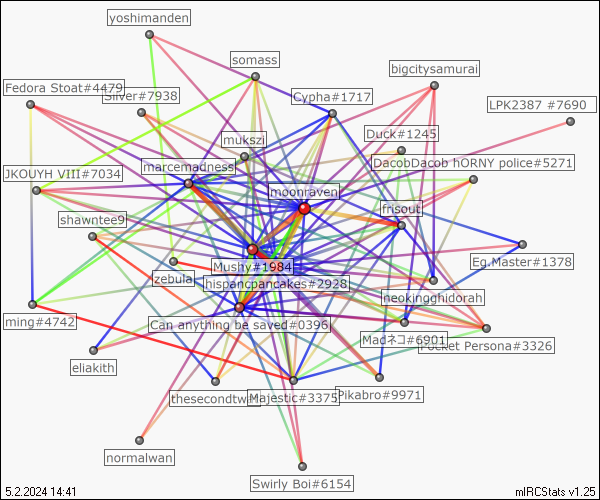 yoshimanden
somass
bigcitysamurai
Fedora Stoat#4479
Silver#7938
Cypha#1717
LPK2387 #7690
Duck#1245
mukszi
DacobDacob hORNY police#5271
marcemadness
JKOUYH VIII#7034
moonraven
frisout
shawntee9
Eg.Master#1378
Mushy#1984
zebula
hispancpancakes#2928
neokingghidorah
ming#4742
Can anything be saved#0396
Madネコ#6901
Pocket Persona#3326
eliakith
thesecondtw
Majestic#3375
Pikabro#9971
normalwan
Swirly Boi#6154
5.2.2024 14:41
mIRCStats v1.25